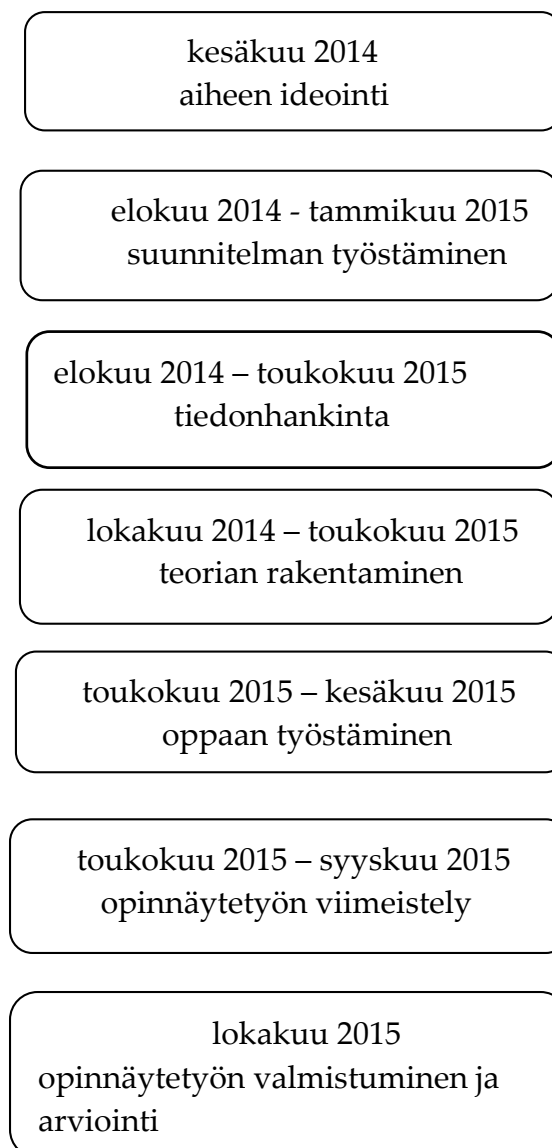 kesäkuu 2014
aiheen ideointi
elokuu 2014 - tammikuu 2015
suunnitelman työstäminen
elokuu 2014 – toukokuu 2015
tiedonhankinta
lokakuu 2014 – toukokuu 2015
teorian rakentaminen
toukokuu 2015 – kesäkuu 2015
oppaan työstäminen
toukokuu 2015 – syyskuu 2015
opinnäytetyön viimeistely
lokakuu 2015
opinnäytetyön valmistuminen ja
arviointi